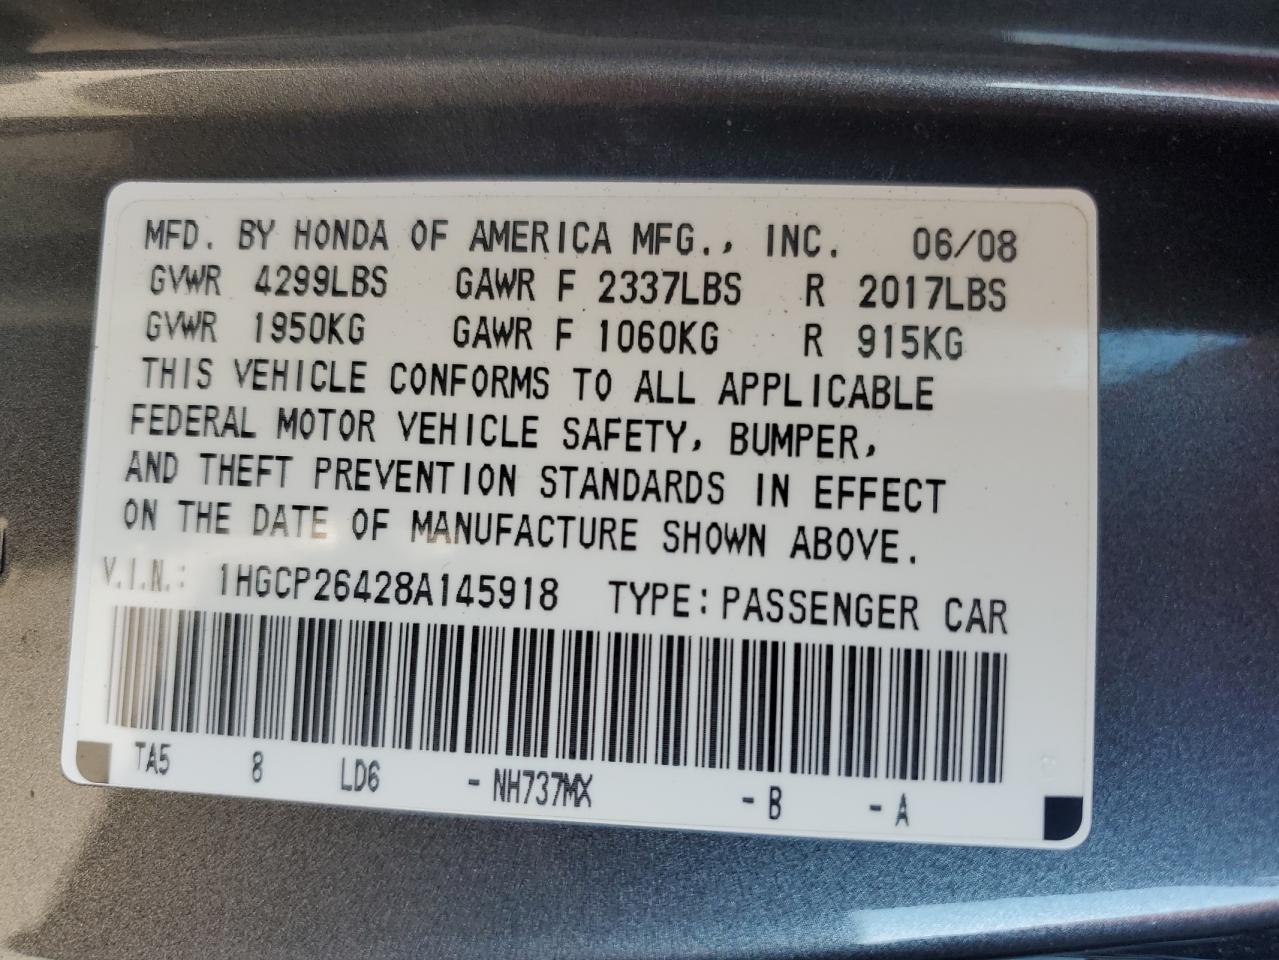 MFD. BY HONDA OF AMERICA MFG., INC. 06/08
GVWR 4299LBS GAWR F 2337LBS R 2017LBS
GVWR 1950KG GAWR F 1060KG R 915KG
THIS VEHICLE CONFORMS TO ALL APPLICABLE
FEDERAL MOTOR VEHICLE SAFETY, BUMPER,
AND THEFT PREVENTION STANDARDS IN EFFECT
ON THE DATE OF MANUFACTURE SHOWN ABOVE.
V.I.N.: 1HGCP26428A145918 TYPE: PASSENGER CAR
TA5 8 LD6 - NH737MX - B - A